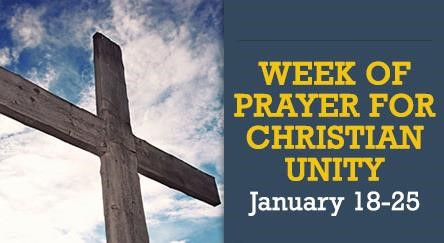 WEEK OF
PRAYER FOR
CHRISTIAN
UNITY
January 18-25